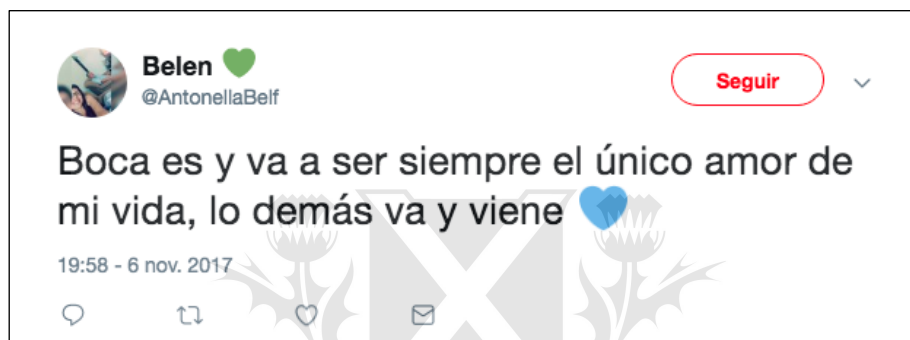 Belen 💚
@AntonellaBelf
Seguir
Boca es y va a ser siempre el único amor de
mi vida, lo demás va y viene 💙
19:58 - 6 nov. 2017